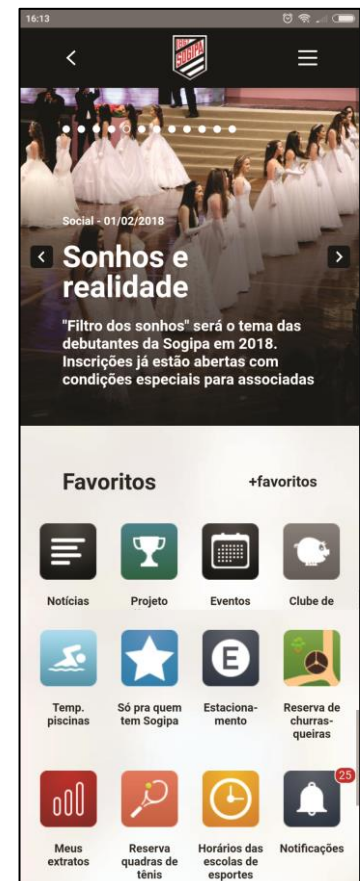 16:13
1867
SOGIPA
Social - 01/02/2018
Sonhos e
realidade
"Filtro dos sonhos" será o tema das
debutantes da Sogipa em 2018.
Inscrições já estão abertas com
condições especiais para associadas
Favoritos
+favoritos
Notícias
Projeto
Eventos
Clube de
E
Temp.
piscinas
Só pra quem
tem Sogipa
Estaciona-
mento
Reserva de
churras-
queiras
25
Meus
extratos
Reserva
quadras de
tênis
Horários das
escolas de
esportes
Notificações